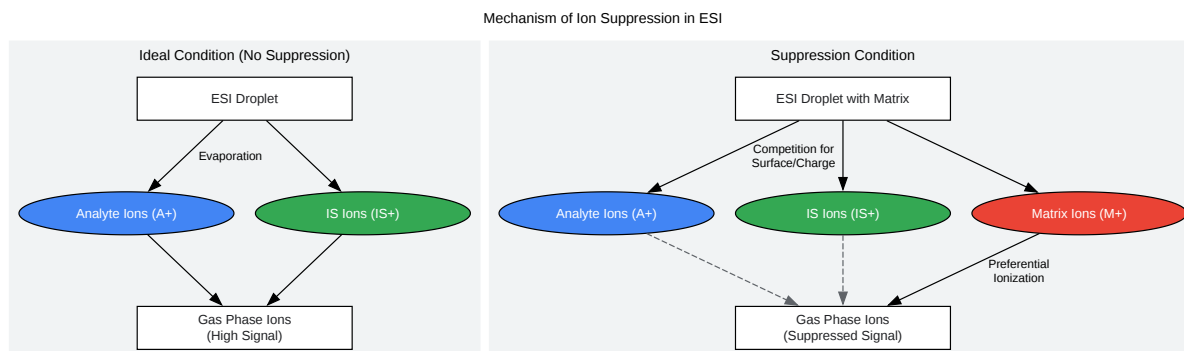 Mechanism of Ion Suppression in ESI
Ideal Condition (No Suppression)
ESI Droplet
Evaporation
Analyte Ions (A+)
IS Ions (IS+)
Gas Phase Ions
(High Signal)
Suppression Condition
ESI Droplet with Matrix
Competition for
Surface/Charge
Analyte Ions (A+)
IS Ions (IS+)
Matrix Ions (M+)
Preferential
Ionization
Gas Phase Ions
(Suppressed Signal)